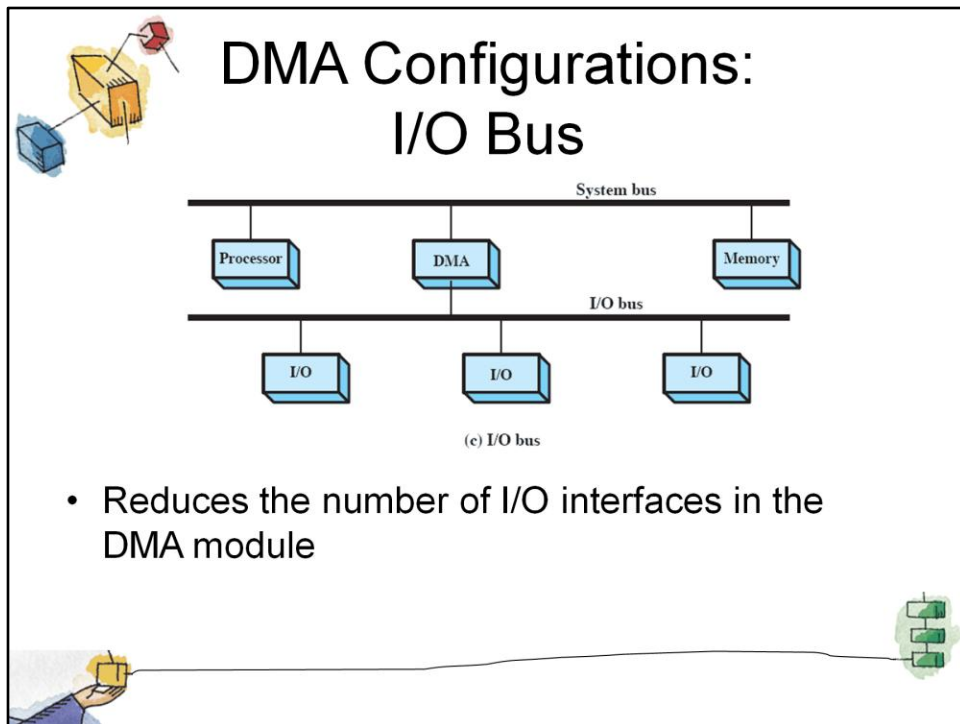 DMA Configurations:
I/O Bus
System bus
Processor
DMA
Memory
I/O bus
I/O
I/O
I/O
(c) I/O bus
• Reduces the number of I/O interfaces in the
DMA module